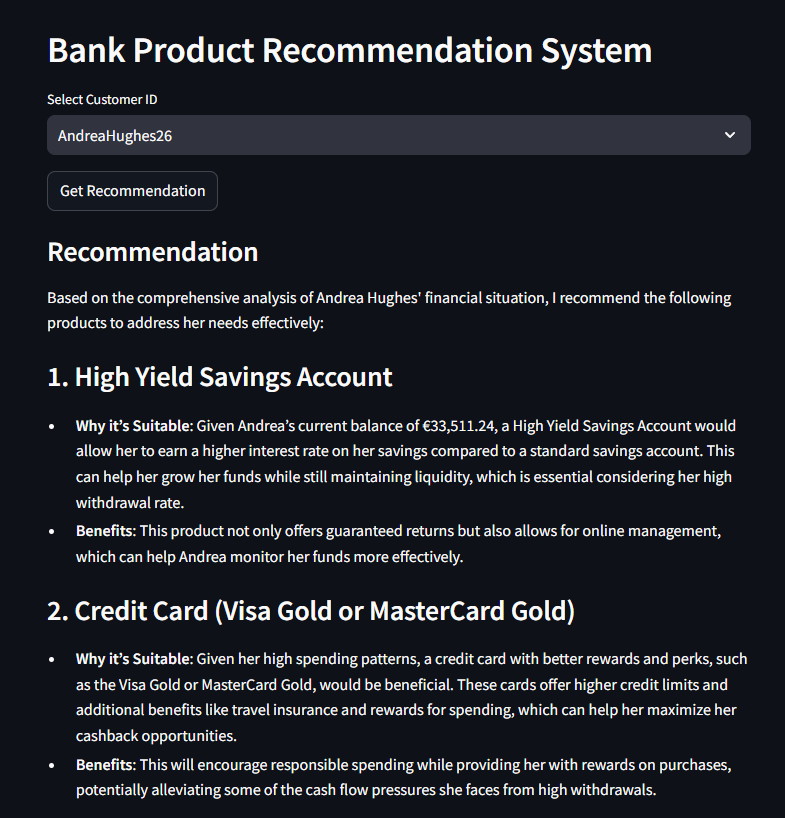 Bank Product Recommendation System
Select Customer ID
AndreaHughes26
Get Recommendation
Recommendation
Based on the comprehensive analysis of Andrea Hughes' financial situation, I recommend the following
products to address her needs effectively:
1. High Yield Savings Account
• Why it’s Suitable: Given Andrea’s current balance of €33,511.24, a High Yield Savings Account would
allow her to earn a higher interest rate on her savings compared to a standard savings account. This
can help her grow her funds while still maintaining liquidity, which is essential considering her high
withdrawal rate.
• Benefits: This product not only offers guaranteed returns but also allows for online management,
which can help Andrea monitor her funds more effectively.
2. Credit Card (Visa Gold or MasterCard Gold)
• Why it’s Suitable: Given her high spending patterns, a credit card with better rewards and perks, such
as the Visa Gold or MasterCard Gold, would be beneficial. These cards offer higher credit limits and
additional benefits like travel insurance and rewards for spending, which can help her maximize her
cashback opportunities.
• Benefits: This will encourage responsible spending while providing her with rewards on purchases,
potentially alleviating some of the cash flow pressures she faces from high withdrawals.